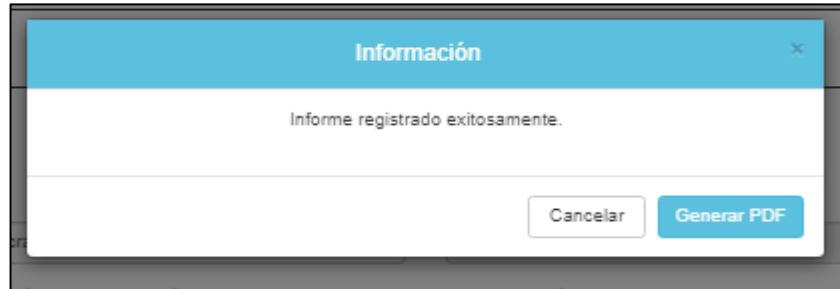 Información
×
Informe registrado exitosamente.
Cancelar
Generar PDF